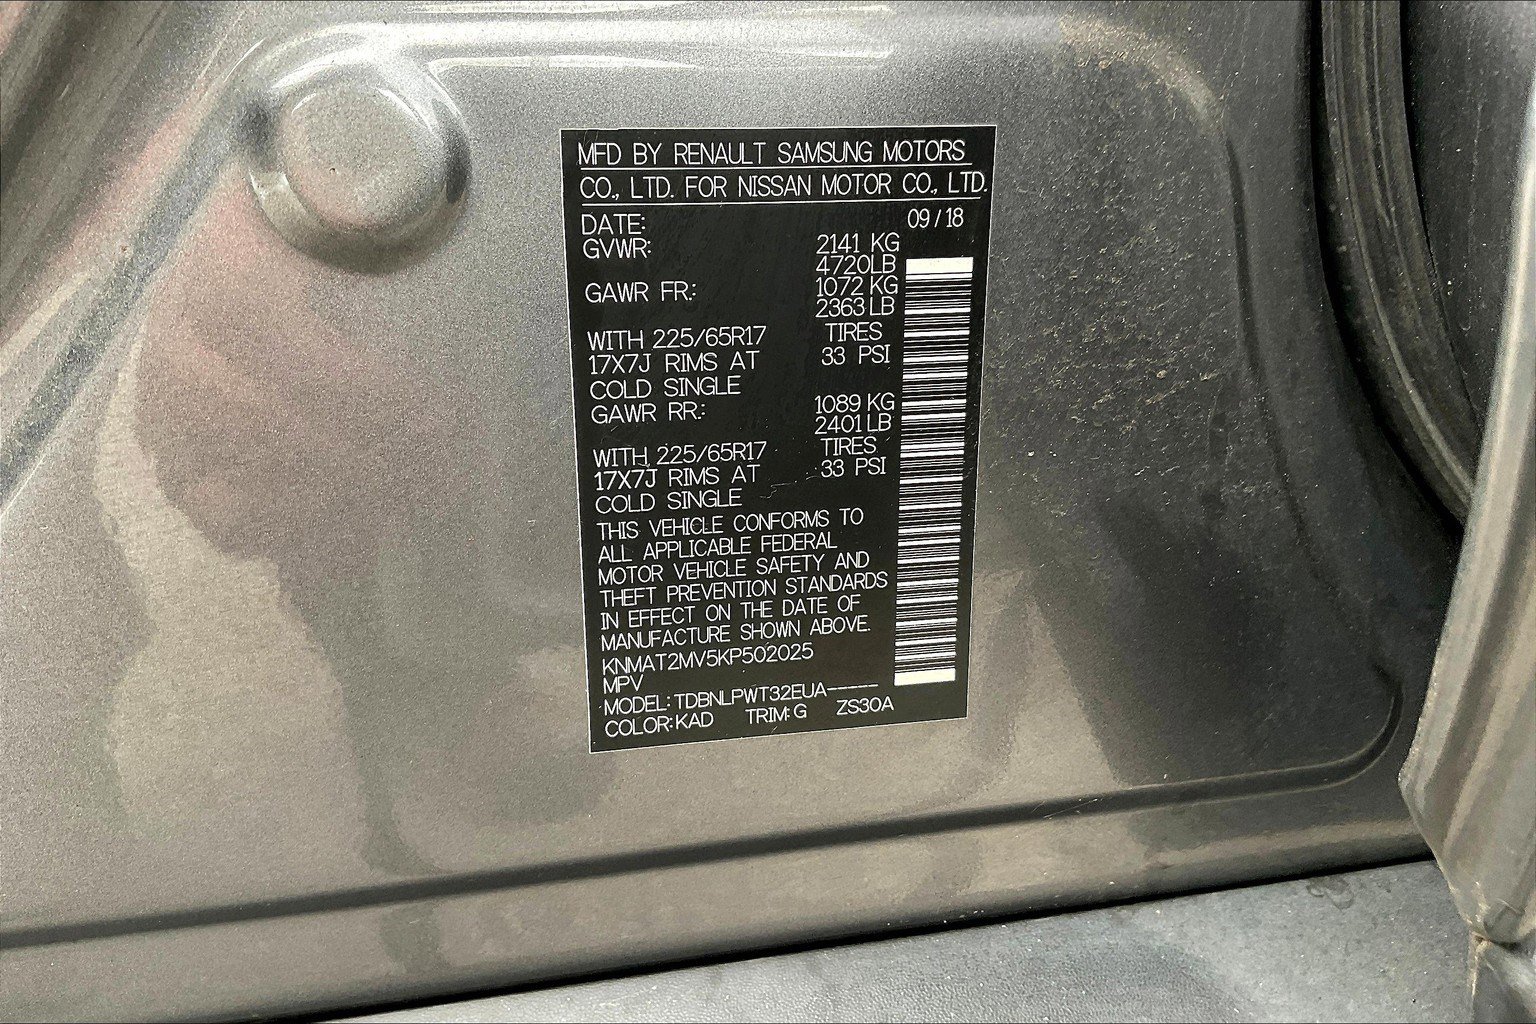 MFD BY RENAULT SAMSUNG MOTORS
CO., LTD. FOR NISSAN MOTOR CO., LTD.
DATE: 09/18
GVWR: 2141 KG
4720LB
GAWR FR.: 1072 KG
2363 LB
WITH 225/65R17 TIRES
17X7J RIMS AT 33 PSI
COLD SINGLE
GAWR RR.: 1089 KG
2401 LB
WITH 225/65R17 TIRES
17X7J RIMS AT 33 PSI
COLD SINGLE
THIS VEHICLE CONFORMS TO
ALL APPLICABLE FEDERAL
MOTOR VEHICLE SAFETY AND
THEFT PREVENTION STANDARDS
IN EFFECT ON THE DATE OF
MANUFACTURE SHOWN ABOVE.
KNMAT2MV5KP502025
MPV
MODEL: TDBNLPWT32EUA-----
COLOR: KAD TRIM: G ZS30A